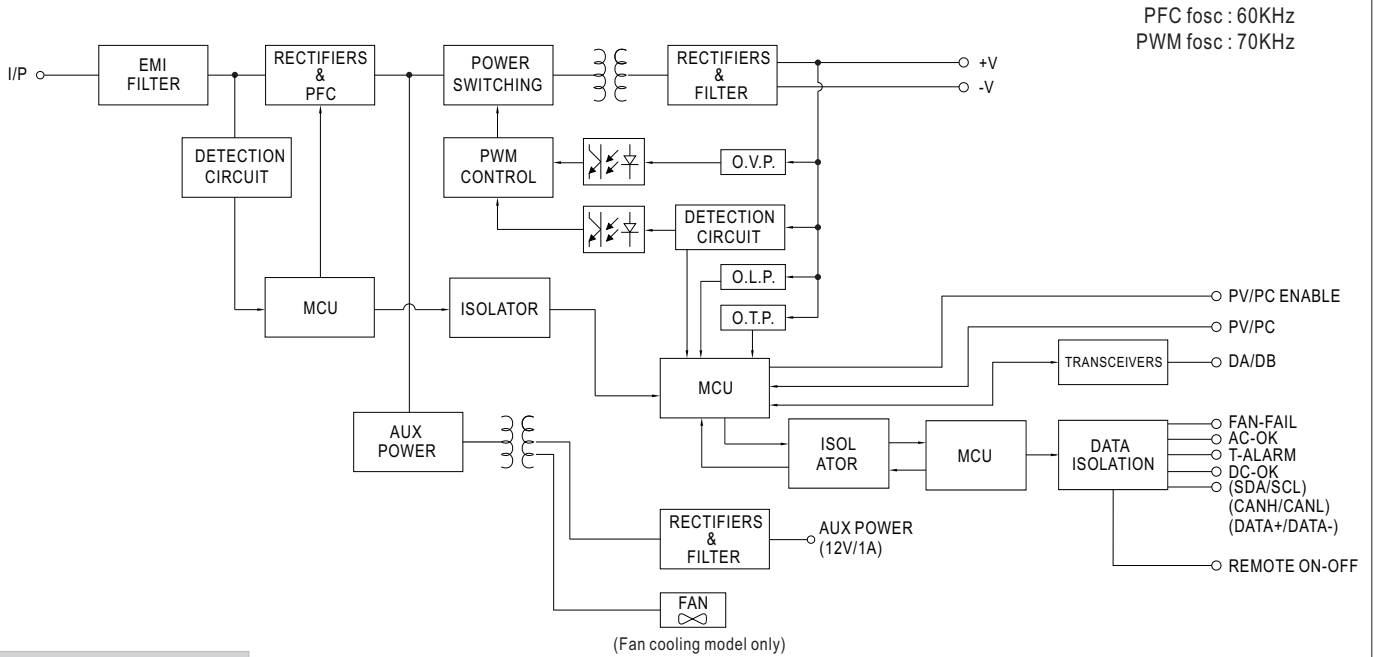 PFC fosc : 60KHz
PWM fosc : 70KHz
I/P
EMI
FILTER
RECTIFIERS
&
PFC
POWER
SWITCHING
RECTIFIERS
&
FILTER
+V
-V
DETECTION
CIRCUIT
PWM
CONTROL
O.V.P.
DETECTION
CIRCUIT
O.L.P.
O.T.P.
MCU
ISOLATOR
MCU
PV/PC ENABLE
PV/PC
TRANSCEIVERS
DA/DB
AUX
POWER
ISOL
ATOR
MCU
DATA
ISOLATION
FAN-FAIL
AC-OK
T-ALARM
DC-OK
(SDA/SCL)
(CANH/CANL)
(DATA+/DATA-)
REMOTE ON-OFF
RECTIFIERS
&
FILTER
AUX POWER
(12V/1A)
FAN
(Fan cooling model only)